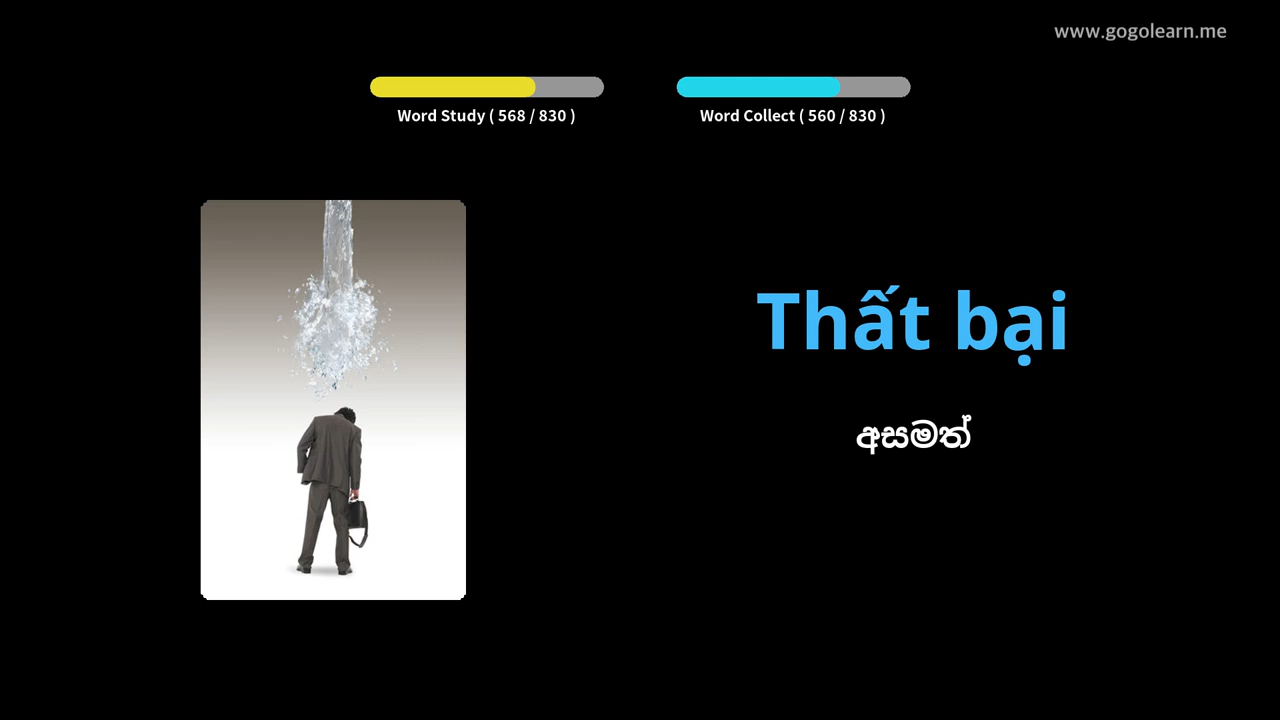 www.gogolearn.me
Word Study ( 568 / 830 )
Word Collect ( 560 / 830 )
Thất bại
අසමත්